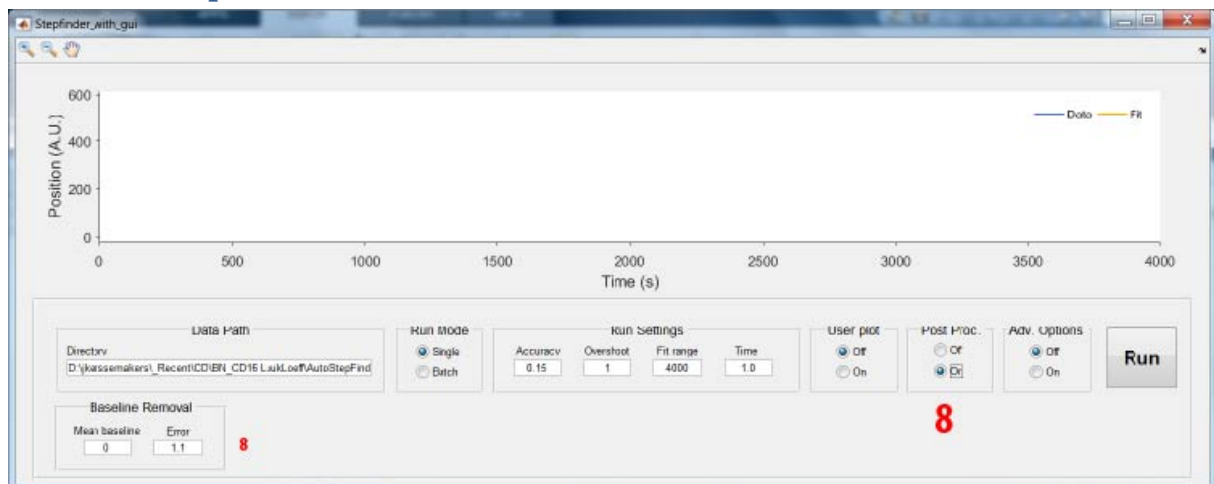 Stepfinder_with_gui
600
400
200
0
Position (A.U.)
Data Fit
0 500 1000 1500 2000 2500 3000 3500 4000
Time (s)
Data Path
Directory
D:\jkerssemakers\_Recent\CD\BN_CD16 LuukLoeff\AutoStepFind
Run Mode
Single
Batch
Run Settings
Accuracy Overshoot Fit range Time
0.15 1 4000 1.0
User plot
Off
On
Post Proc.
Off
On
Adv. Options
Off
On
Run
Baseline Removal
Mean baseline Error
0 1.1
8
8